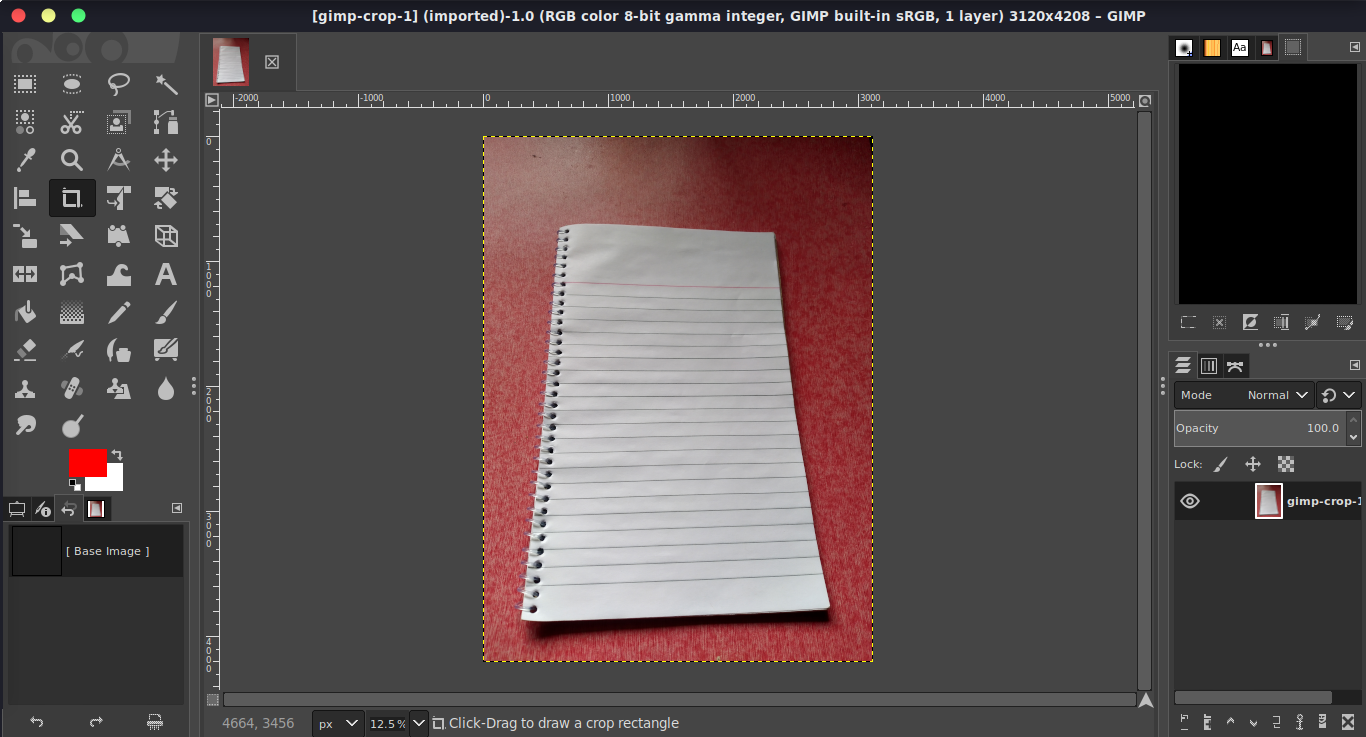 [gimp-crop-1] (imported)-1.0 (RGB color 8-bit gamma integer, GIMP built-in sRGB, 1 layer) 3120x4208 – GIMP
Aa
-2000 -1000 0 1000 2000 3000 4000 5000
0
1000
2000
3000
4000
A
Mode Normal
Opacity 100.0
Lock:
gimp-crop-1
[ Base Image ]
4664, 3456 px 12.5 % Click-Drag to draw a crop rectangle